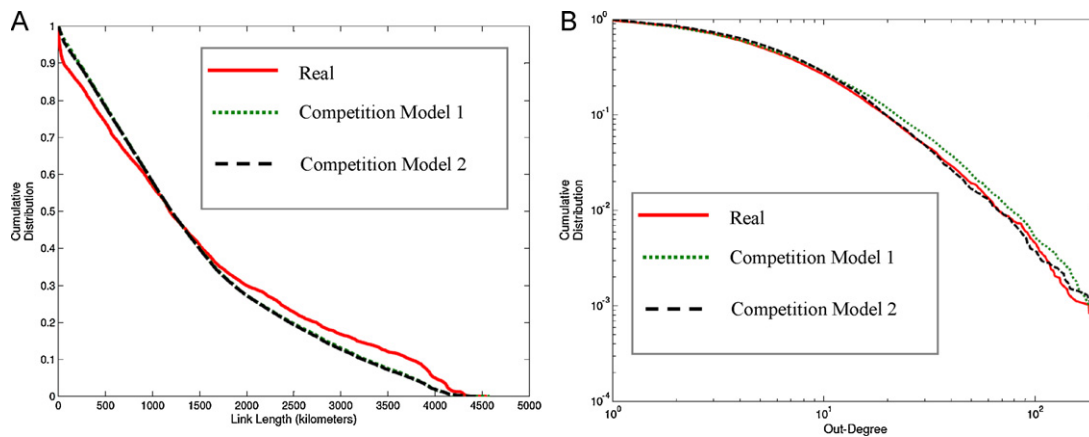 A
1
0.9
0.8
0.7
0.6
0.5
0.4
0.3
0.2
0.1
0
Cumulative
Distribution
0 500 1000 1500 2000 2500 3000 3500 4000 4500 5000
Link Length (kilometers)
Real
Competition Model 1
Competition Model 2
B
10^0
10^-1
10^-2
10^-3
10^-4
Cumulative
Distribution
10^0 10^1 10^2
Out-Degree
Real
Competition Model 1
Competition Model 2